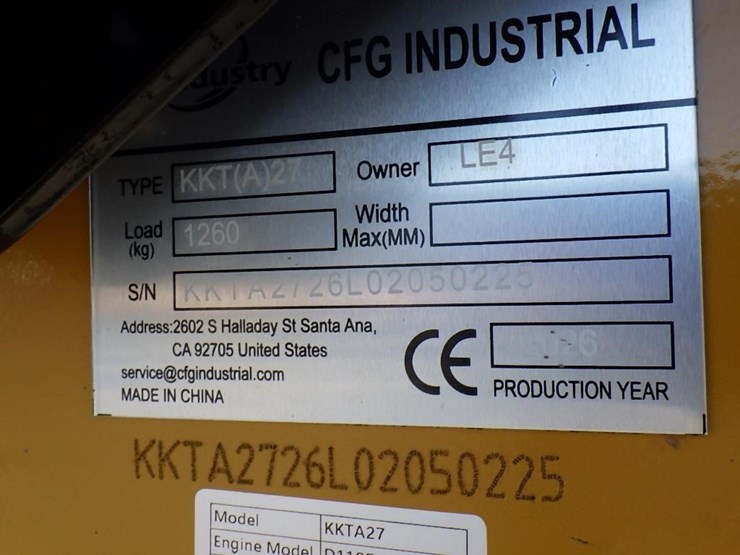 CFG INDUSTRIAL
TYPE KKT(A)27 Owner LE4
Load (kg) 1260 Width Max(MM)
S/N KKTA2726L02050225
Address:2602 S Halladay St Santa Ana,
CA 92705 United States
service@cfgindustrial.com
MADE IN CHINA
CE
PRODUCTION YEAR
KKTA2726L02050225
Model KKTA27
Engine Model